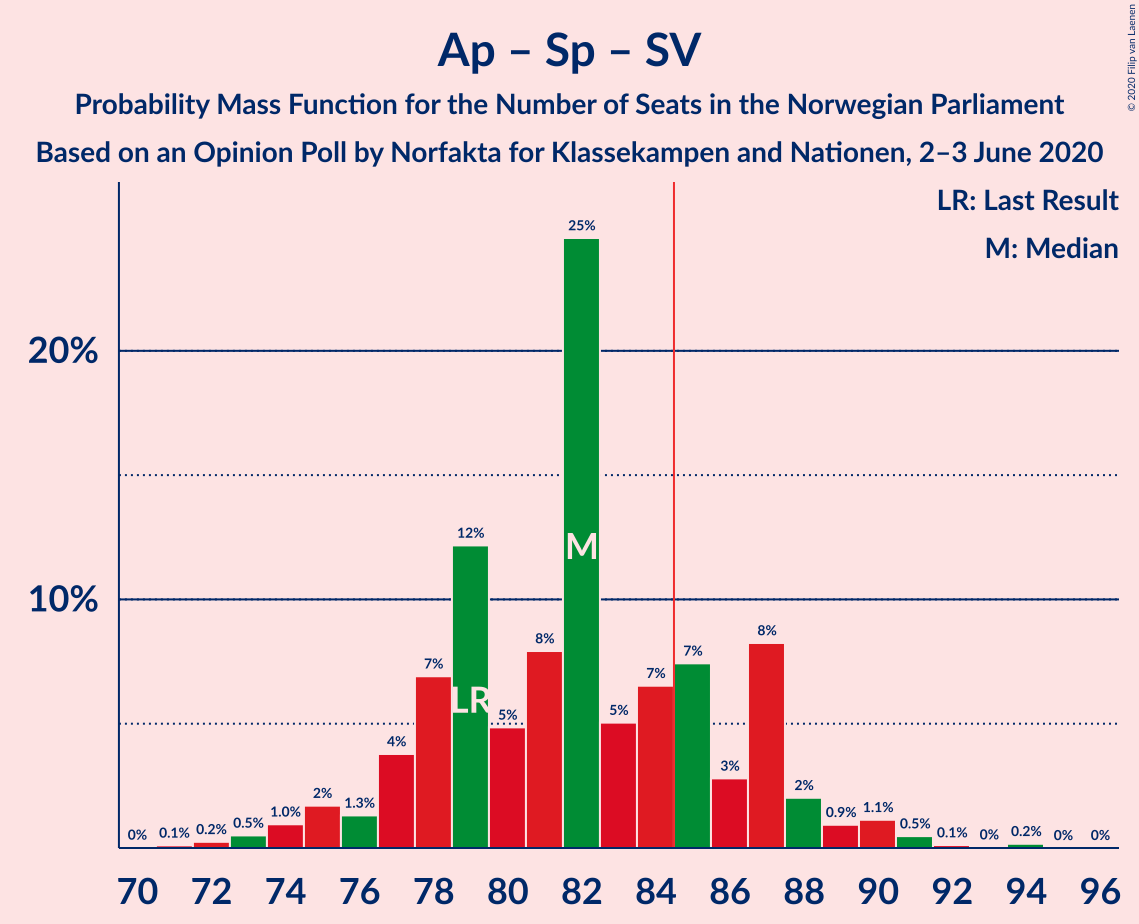 Ap – Sp – SV
Probability Mass Function for the Number of Seats in the Norwegian Parliament
Based on an Opinion Poll by Norfakta for Klassekampen and Nationen, 2–3 June 2020
© 2020 Filip van Laenen
LR: Last Result
M: Median
20%
10%
0% 0.1% 0.2% 0.5% 1.0% 2% 1.3% 4% 7% 12% 5% 8% 25% 5% 7% 7% 3% 8% 2% 0.9% 1.1% 0.5% 0.1% 0% 0.2% 0% 0%
LR M
70 72 74 76 78 80 82 84 86 88 90 92 94 96